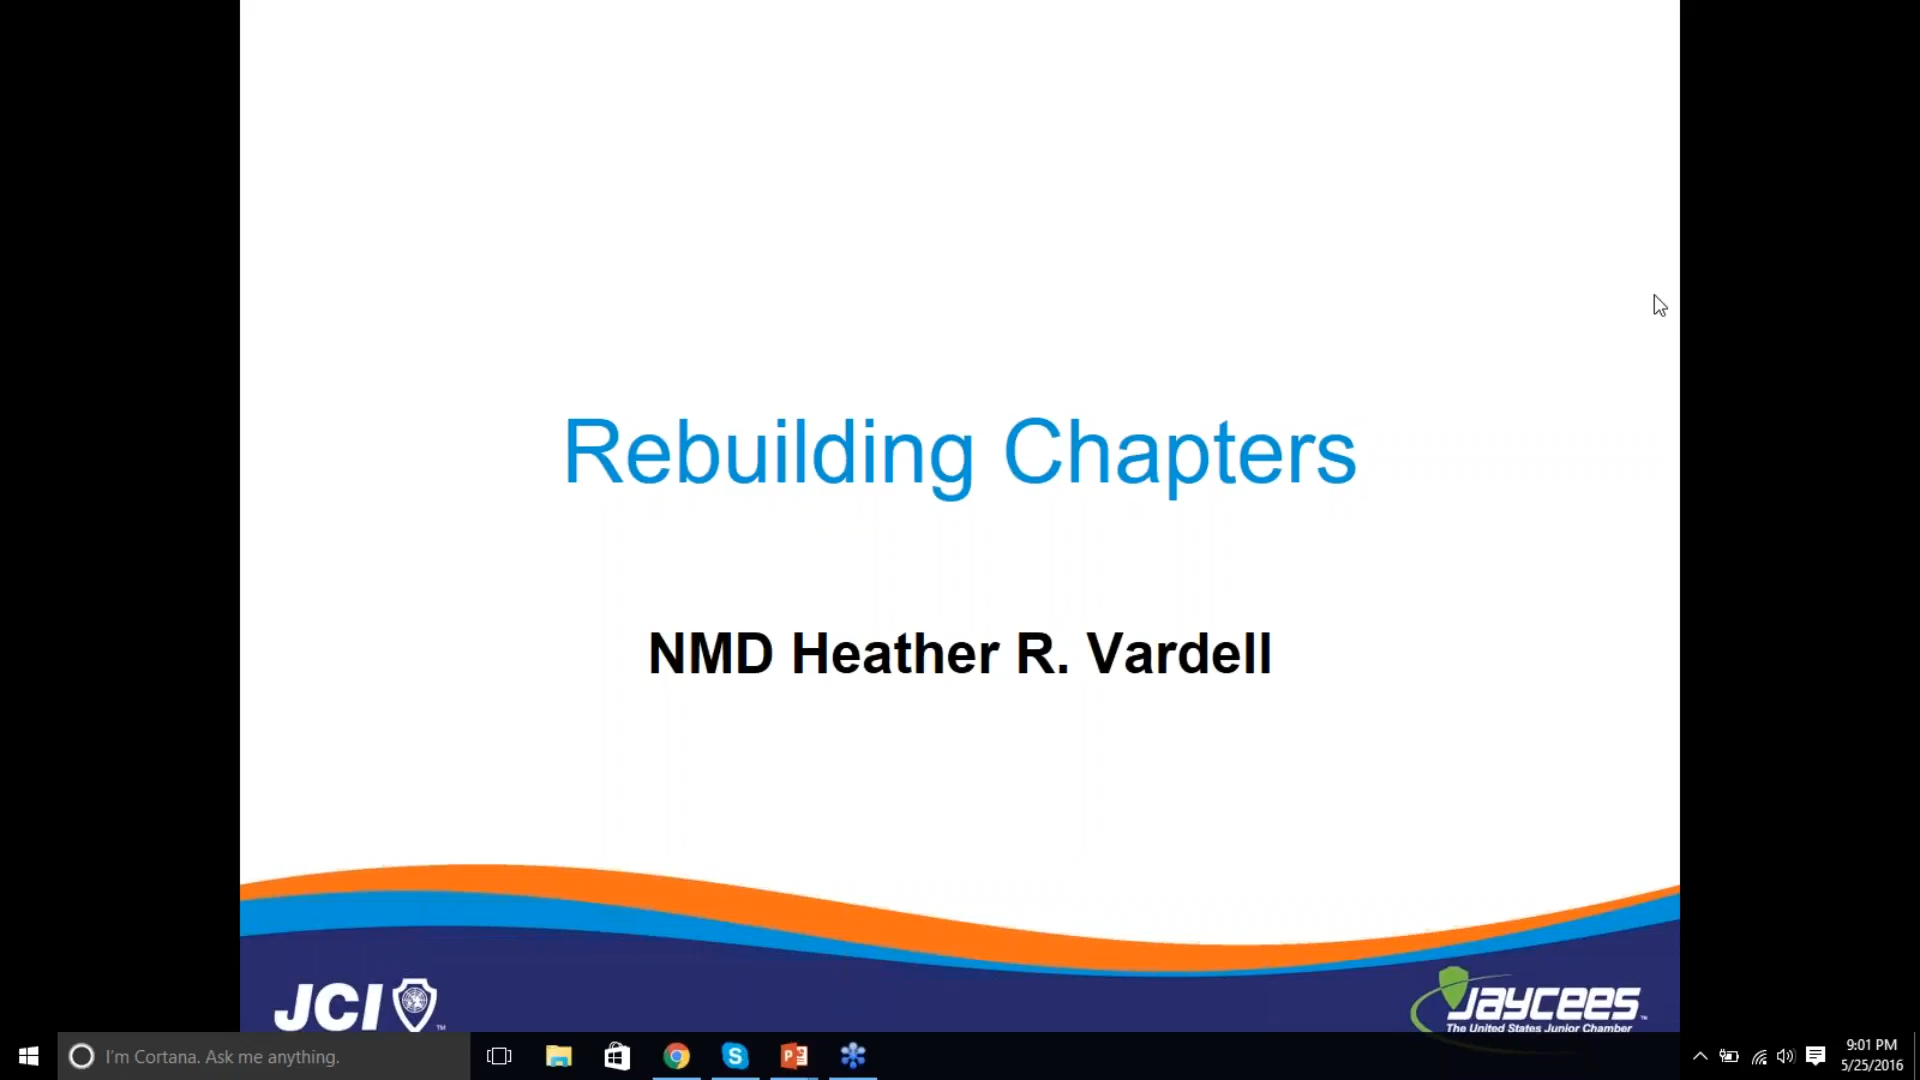 Rebuilding Chapters
NMD Heather R. Vardell
JCI
TM
Jaycees
The United States Junior Chamber
I'm Cortana. Ask me anything.
9:01 PM
5/25/2016